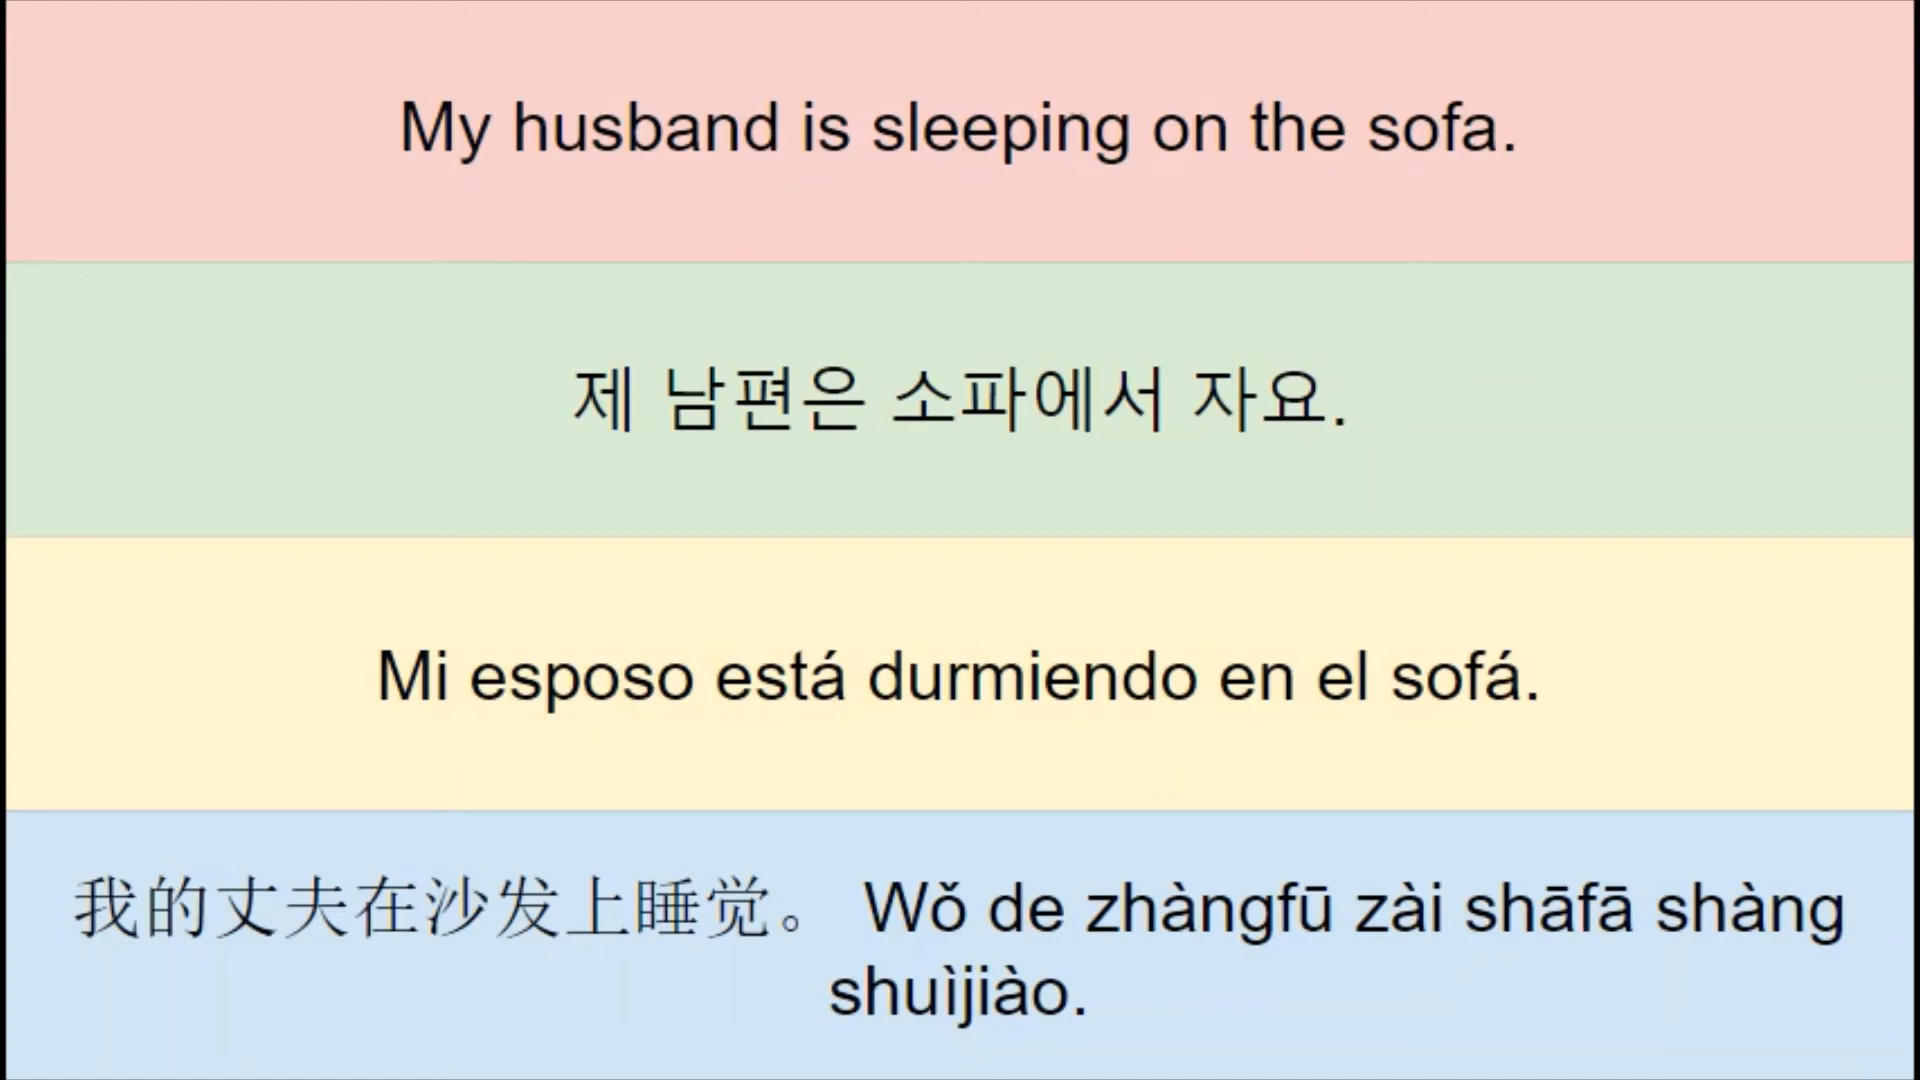 My husband is sleeping on the sofa.
제 남편은 소파에서 자요.
Mi esposo está durmiendo en el sofá.
我的丈夫在沙发上睡觉。 Wǒ de zhàngfū zài shāfā shàng
shuìjiào.